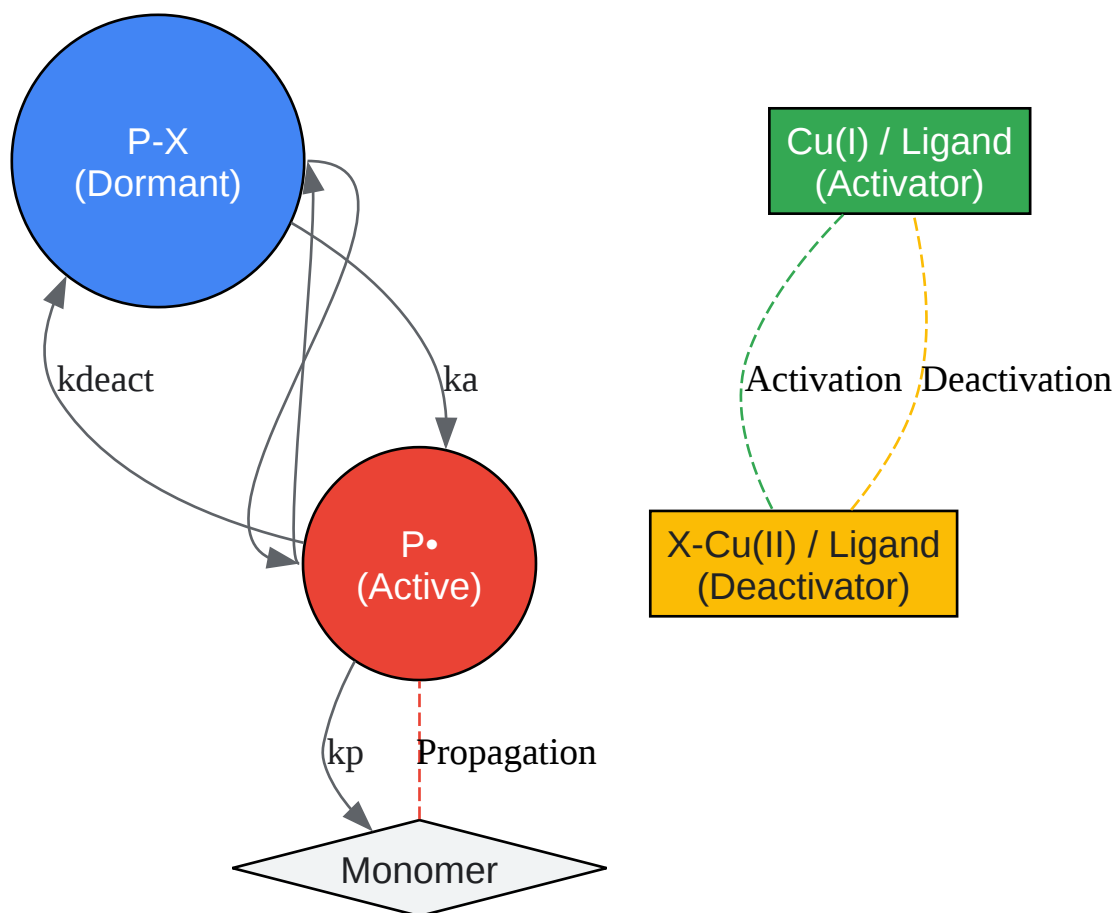 P-X
(Dormant)
Cu(I) / Ligand
(Activator)
kdeact
ka
Activation
Deactivation
P•
(Active)
X-Cu(II) / Ligand
(Deactivator)
kp
Propagation
Monomer